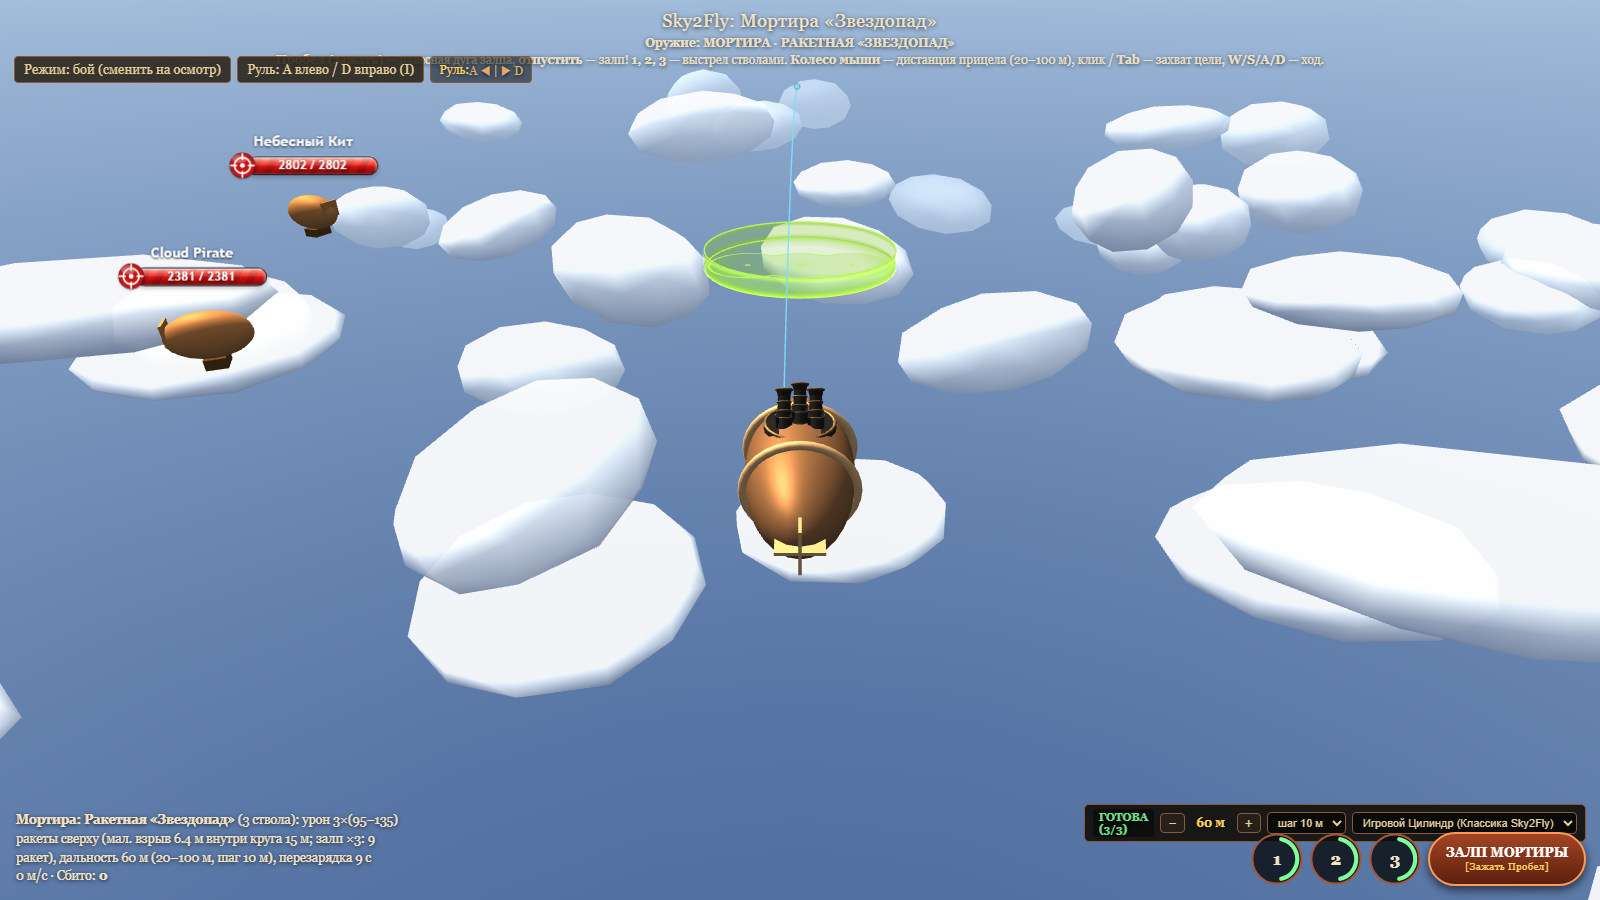 Sky2Fly: Мортира «Звездопад»
Оружие: МОРТИРА · РАКЕТНАЯ «ЗВЕЗДОПАД»
дуга залпа, отпустить — залп! 1, 2, 3 — выстрел стволами. Колесо мыши — дистанция прицела (20–100 м), клик / Tab — захват цели, W/S/A/D — ход.
Режим: бой (сменить на осмотр)
Руль: A влево / D вправо (I)
Руль: A ◀ | ▶ D
Небесный Кит
2802 / 2802
Cloud Pirate
2381 / 2381
Мортира: Ракетная «Звездопад» (3 ствола): урон 3×(95–135)
ракеты сверху (мал. взрыв 6.4 м внутри круга 15 м; залп ×3: 9
ракет), дальность 60 м (20–100 м, шаг 10 м), перезарядка 9 с
0 м/с · Сбито: 0
ГОТОВА
(3/3)
−
60 м
+
шаг 10 м
Игровой Цилиндр (Классика Sky2Fly)
1
2
3
ЗАЛП МОРТИРЫ
[Зажать Пробел]